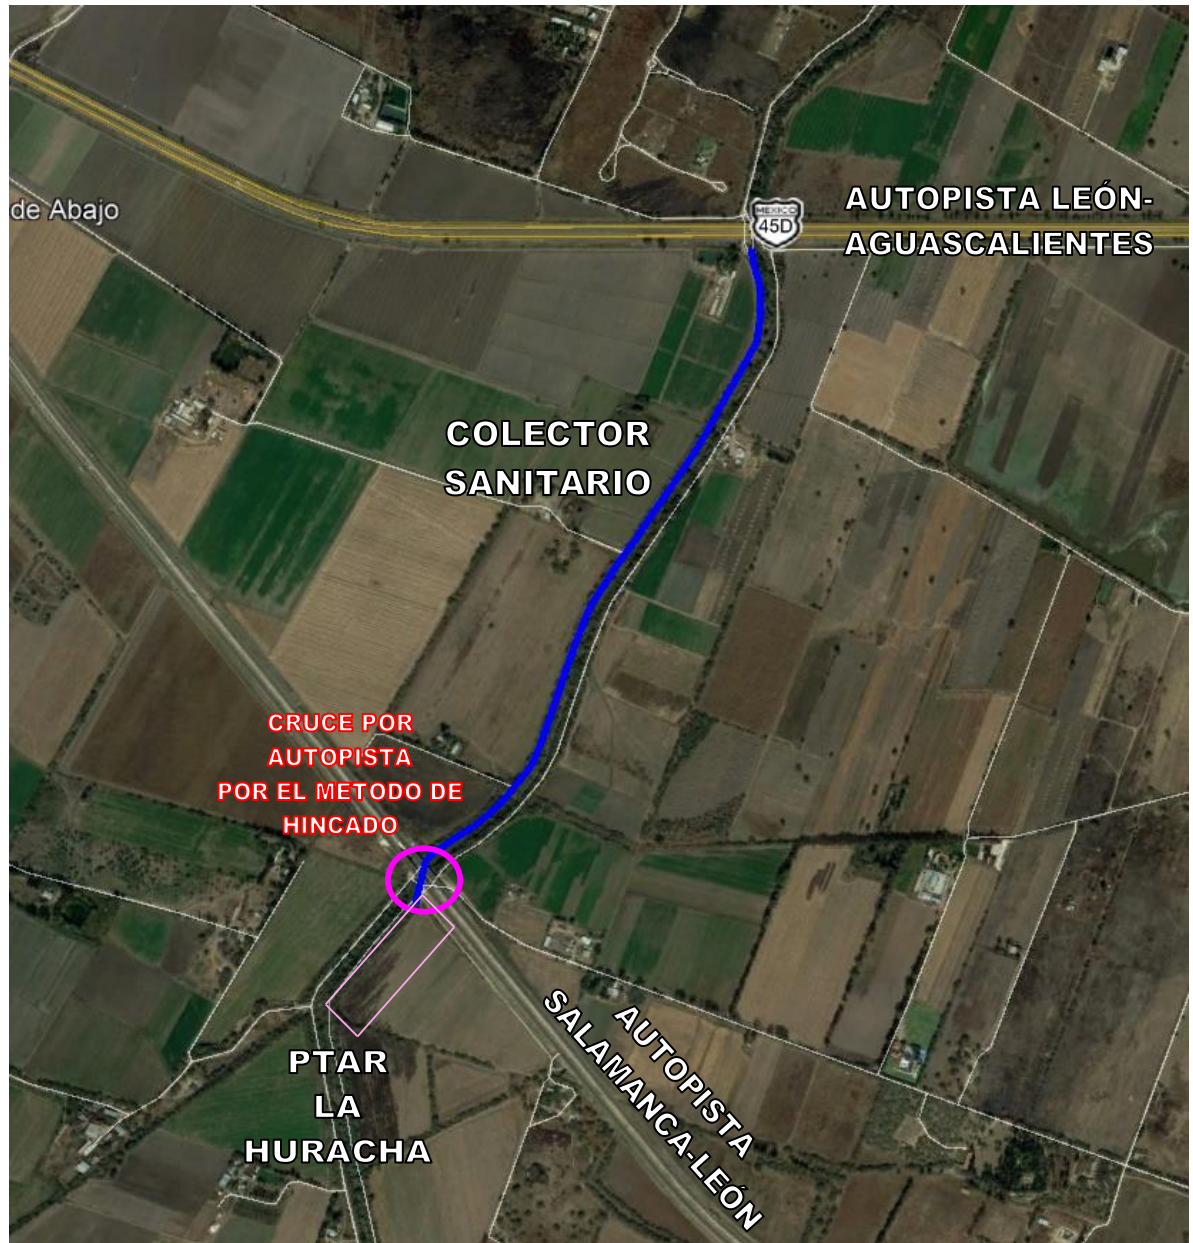 de Abajo
MEXICO
45D
AUTOPISTA LEÓN-
AGUASCALIENTES
COLECTOR
SANITARIO
CRUCE POR
AUTOPISTA
POR EL METODO DE
HINCADO
PTAR
LA
HURACHA
AUTOPISTA
SALAMANCA-LEÓN